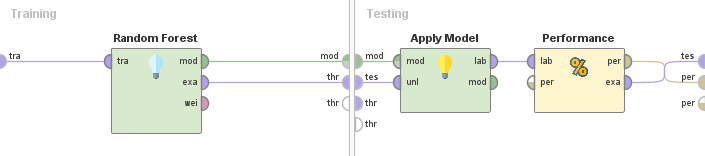 Training
Testing
Random Forest
Apply Model
Performance
tra
tra
mod
mod
mod
mod
lab
lab
per
tes
exa
thr
tes
unl
mod
per
exa
per
wei
thr
thr
per
thr